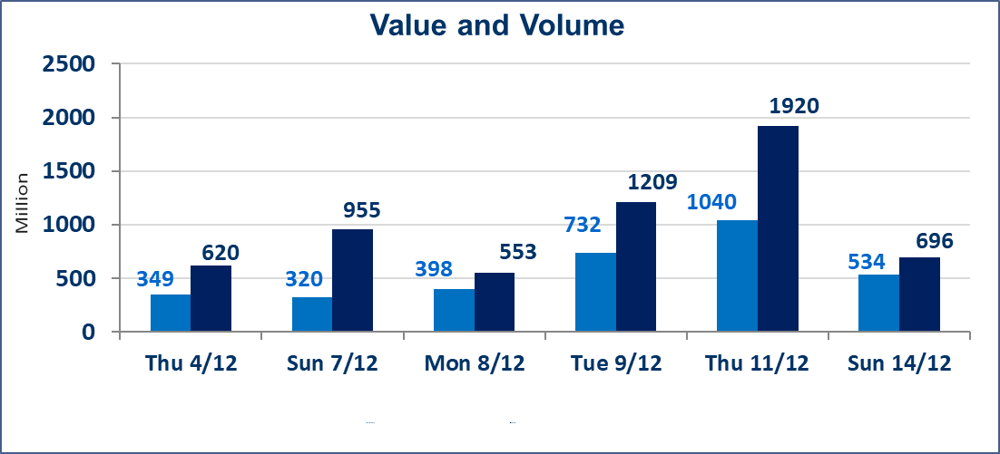 Value and Volume
2500
2000
1500
1000
500
0
Million
349
620
320
955
398
553
732
1209
1040
1920
534
696
Thu 4/12
Sun 7/12
Mon 8/12
Tue 9/12
Thu 11/12
Sun 14/12